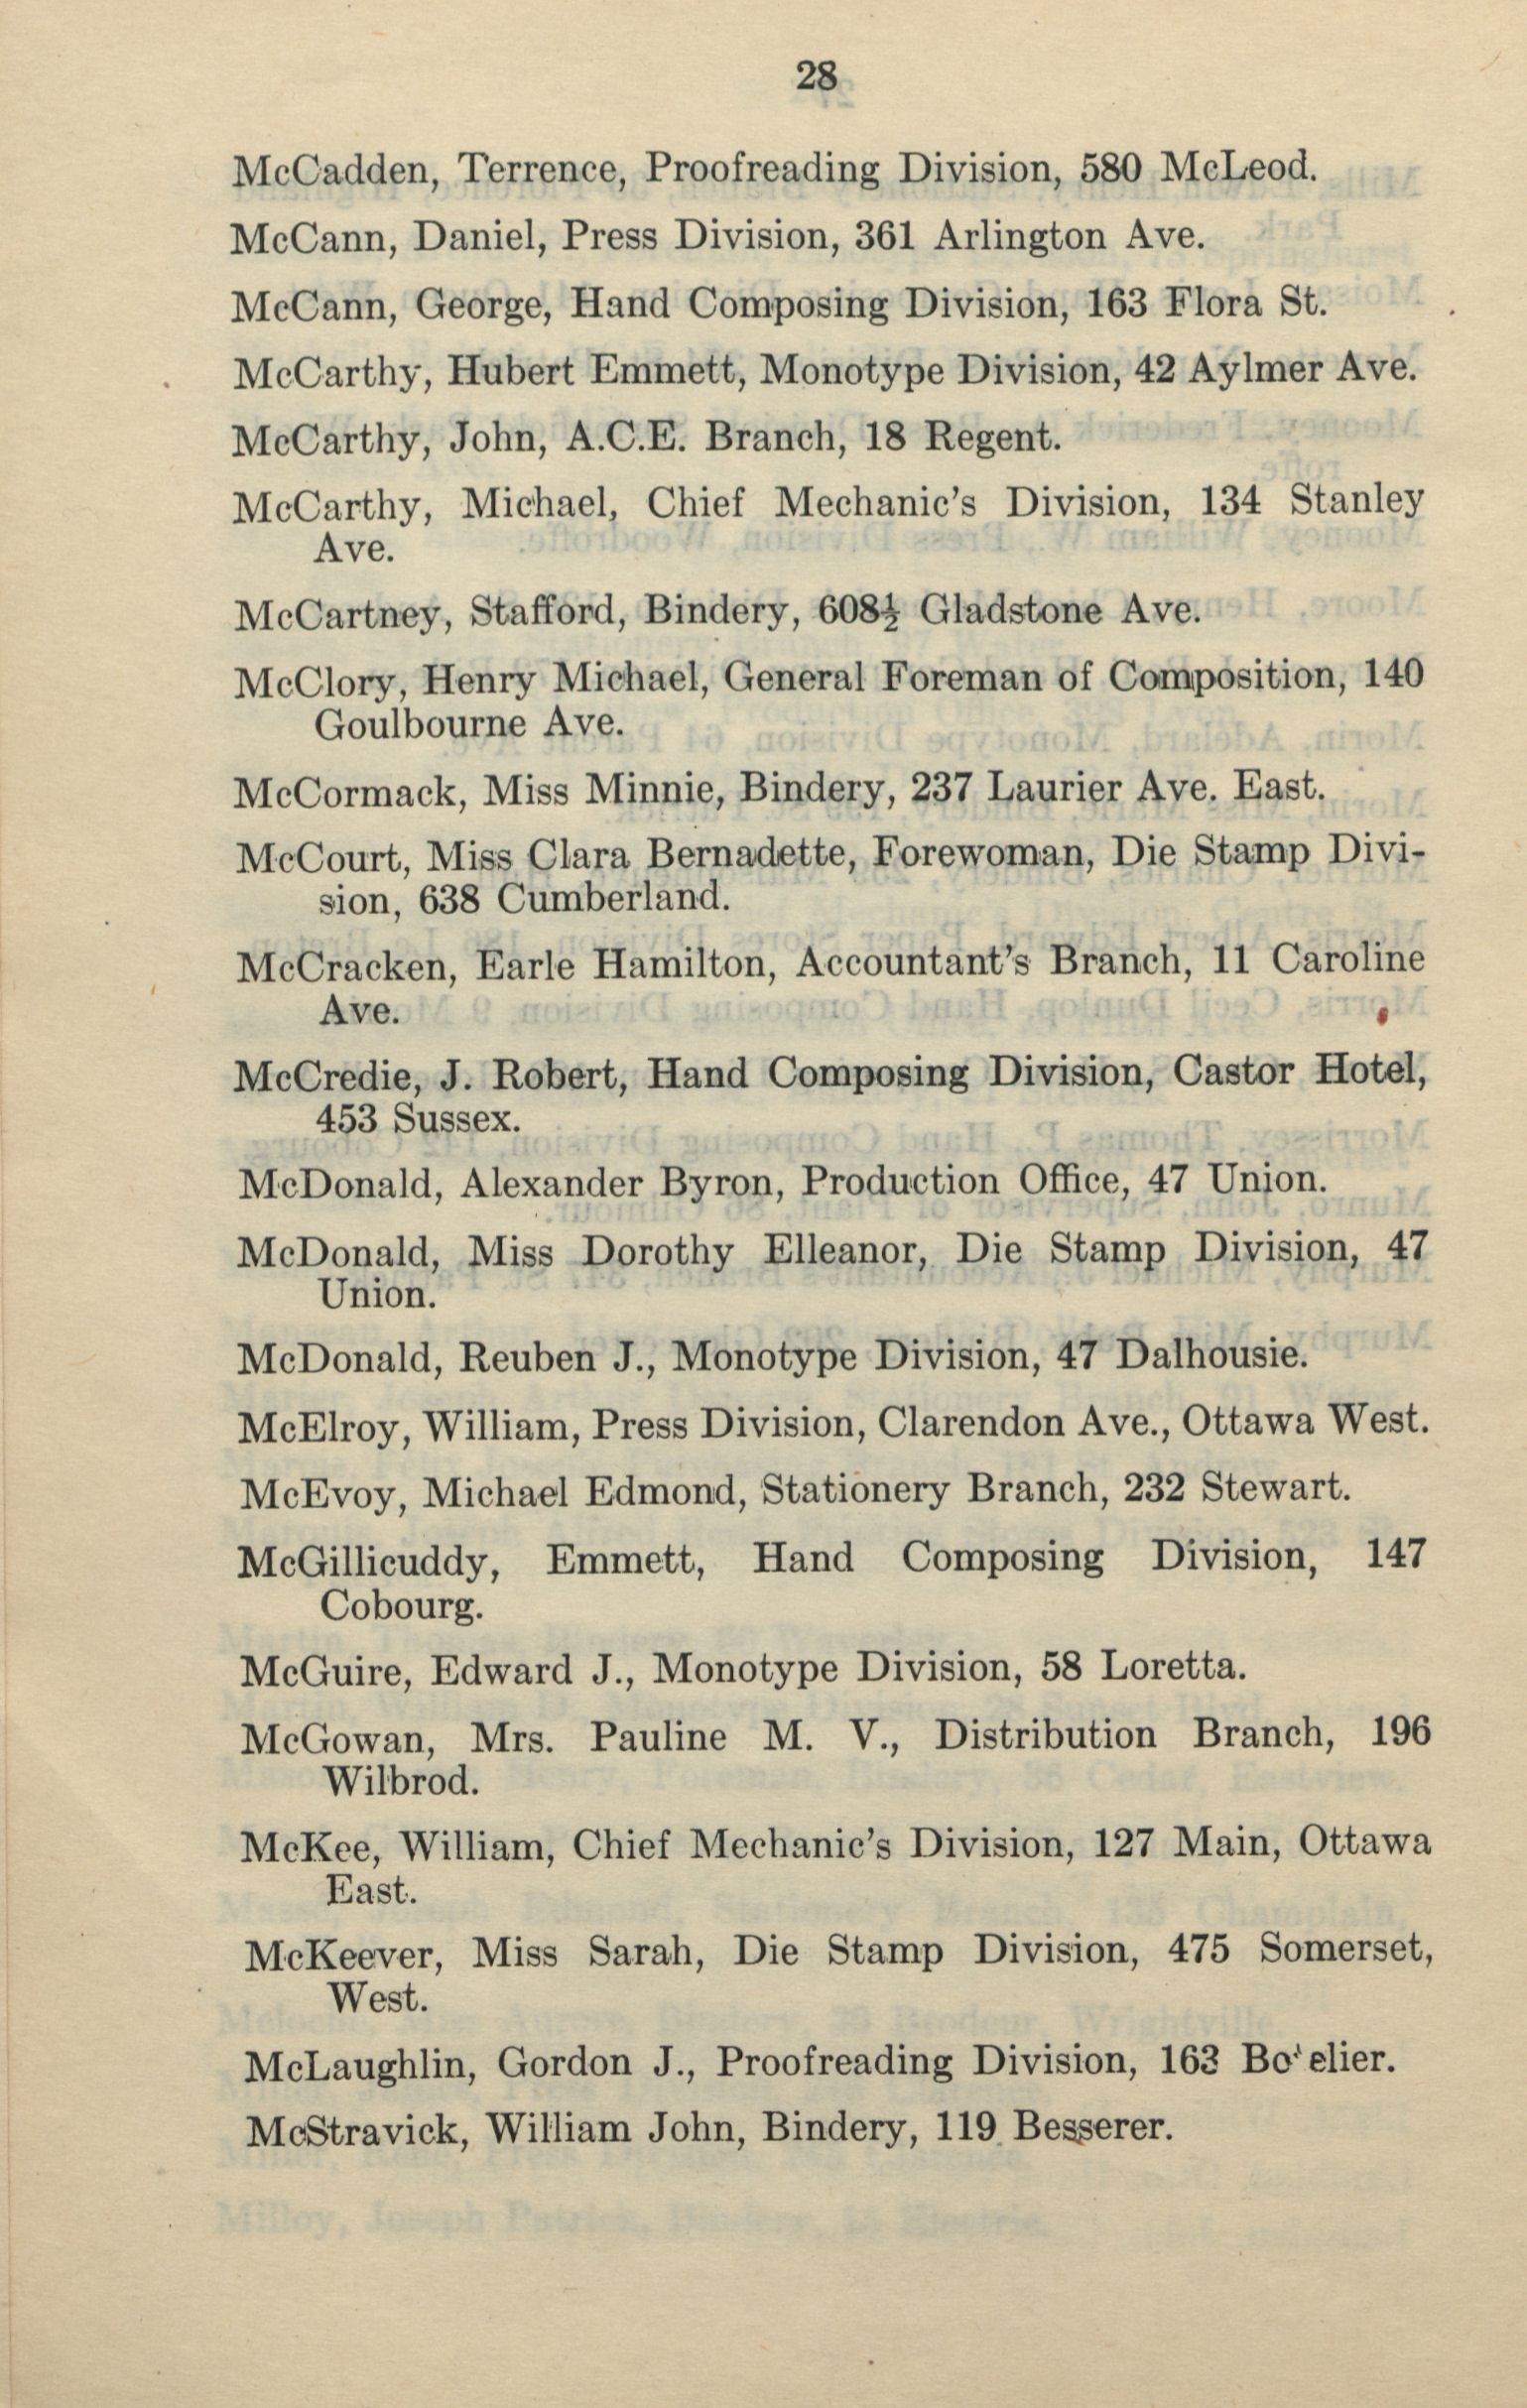 28
McCadden, Terrence, Proofreading Division, 580 McLeod.
McCann, Daniel, Press Division, 361 Arlington Ave.
McCann, George, Hand Composing Division, 163 Flora St.
McCarthy, Hubert Emmett, Monotype Division, 42 Aylmer Ave.
McCarthy, John, A.C.E. Branch, 18 Regent.
McCarthy, Michael, Chief Mechanic's Division, 134 Stanley
Ave.
McCartney, Stafford, Bindery, 608½ Gladstone Ave.
McClory, Henry Michael, General Foreman of Composition, 140
Goulbourne Ave.
McCormack, Miss Minnie, Bindery, 237 Laurier Ave. East.
McCourt, Miss Clara Bernadette, Forewoman, Die Stamp Divi-
sion, 638 Cumberland.
McCracken, Earle Hamilton, Accountant's Branch, 11 Caroline
Ave.
McCredie, J. Robert, Hand Composing Division, Castor Hotel,
453 Sussex.
McDonald, Alexander Byron, Production Office, 47 Union.
McDonald, Miss Dorothy Elleanor, Die Stamp Division, 47
Union.
McDonald, Reuben J., Monotype Division, 47 Dalhousie.
McElroy, William, Press Division, Clarendon Ave., Ottawa West.
McEvoy, Michael Edmond, Stationery Branch, 232 Stewart.
McGillicuddy, Emmett, Hand Composing Division, 147
Cobourg.
McGuire, Edward J., Monotype Division, 58 Loretta.
McGowan, Mrs. Pauline M. V., Distribution Branch, 196
Wilbrod.
McKee, William, Chief Mechanic's Division, 127 Main, Ottawa
East.
McKeever, Miss Sarah, Die Stamp Division, 475 Somerset,
West.
McLaughlin, Gordon J., Proofreading Division, 163
McStravick, William John, Bindery, 119 Besserer.